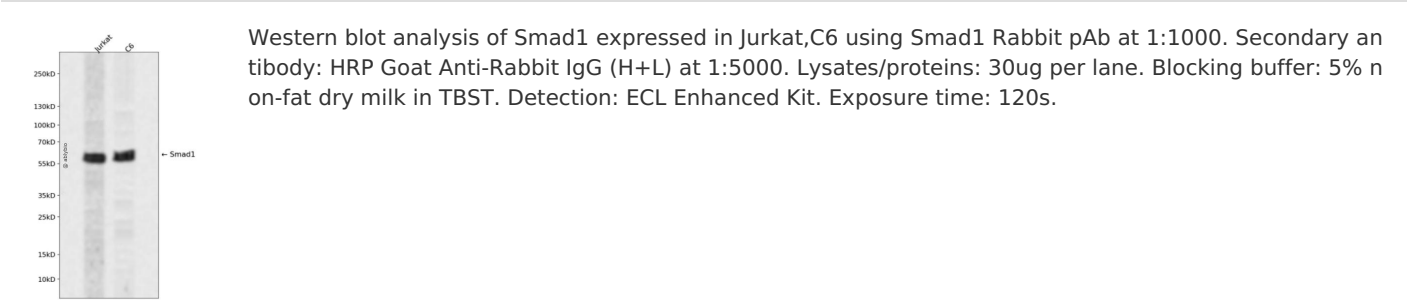 Jurkat
C6
250kD
130kD
100kD
70kD
55kD
35kD
25kD
15kD
10kD
@ ablybio
← Smad1
Western blot analysis of Smad1 expressed in Jurkat,C6 using Smad1 Rabbit pAb at 1:1000. Secondary an
tibody: HRP Goat Anti-Rabbit IgG (H+L) at 1:5000. Lysates/proteins: 30ug per lane. Blocking buffer: 5% n
on-fat dry milk in TBST. Detection: ECL Enhanced Kit. Exposure time: 120s.